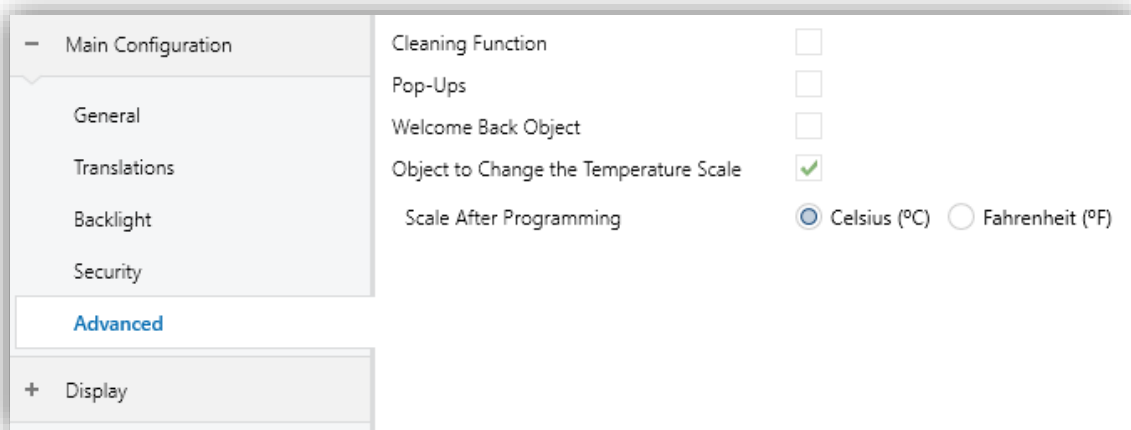 Main Configuration
General
Translations
Backlight
Security
Advanced
Display
Cleaning Function
Pop-Ups
Welcome Back Object
Object to Change the Temperature Scale
Scale After Programming
Celsius (ºC) Fahrenheit (ºF)